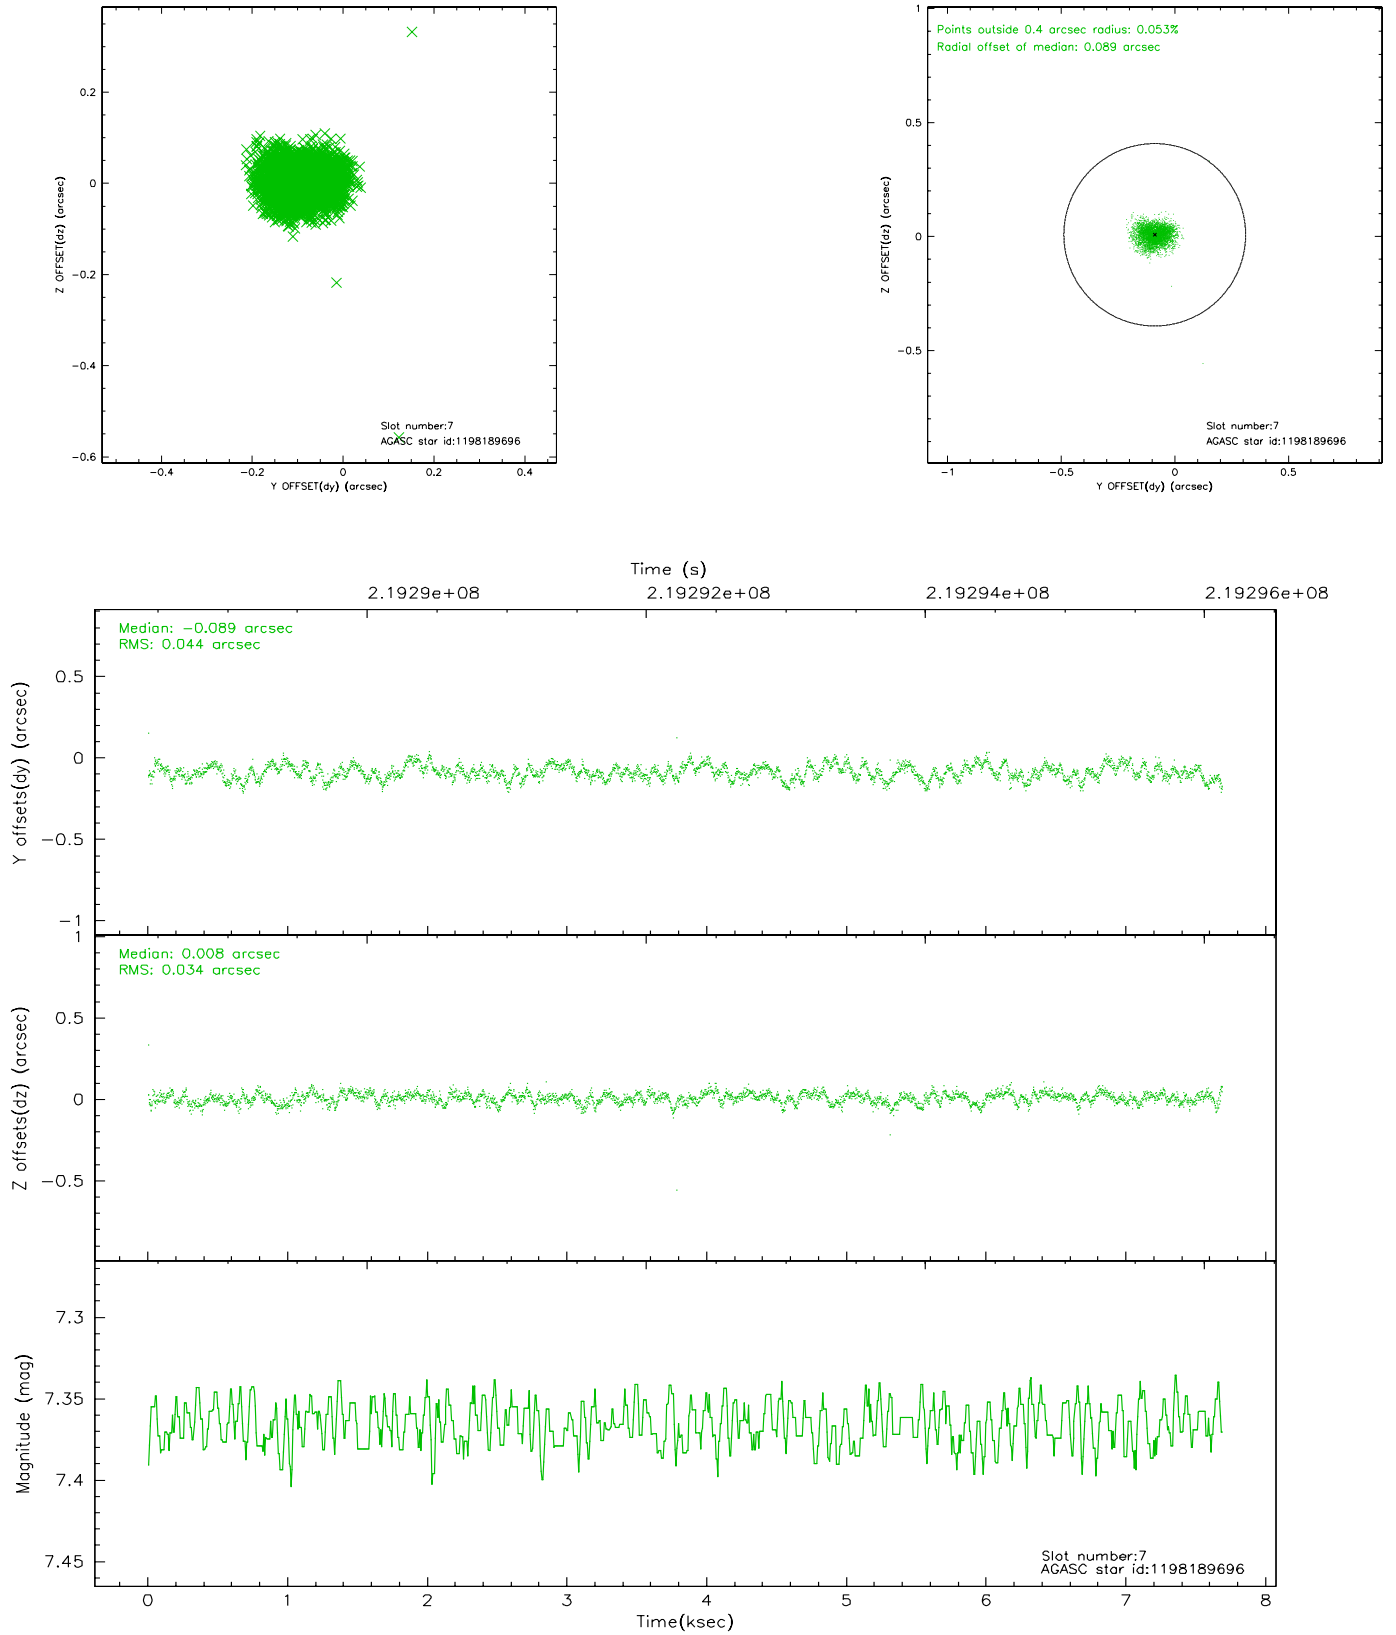 0.2
0
−0.2
−0.4
−0.6
Z OFFSET(dz) (arcsec)
Slot number:7
AGASC star id:1198189696
−0.4 −0.2 0 0.2 0.4
Y OFFSET(dy) (arcsec)
Points outside 0.4 arcsec radius: 0.053%
Radial offset of median: 0.089 arcsec
1
0.5
0
−0.5
Z OFFSET(dz) (arcsec)
Slot number:7
AGASC star id:1198189696
−1 −0.5 0 0.5
Y OFFSET(dy) (arcsec)
Time (s)
2.1929e+08 2.19292e+08 2.19294e+08 2.19296e+08
Median: −0.089 arcsec
RMS: 0.044 arcsec
0.5
0
−0.5
−1
Y offsets(dy) (arcsec)
Median: 0.008 arcsec
RMS: 0.034 arcsec
1
0.5
0
−0.5
Z offsets(dz) (arcsec)
7.3
7.35
7.4
7.45
Magnitude (mag)
Slot number:7
AGASC star id:1198189696
0 1 2 3 4 5 6 7 8
Time(ksec)